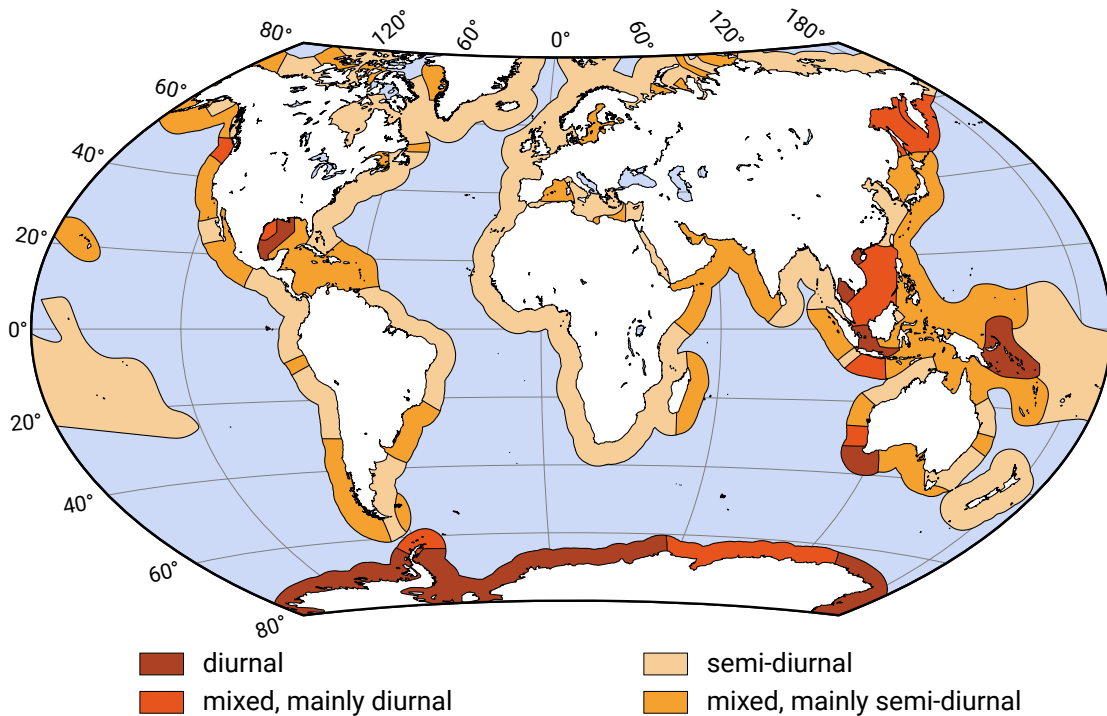 80° 120° 60° 0° 60° 120° 180°
60°
40°
20°
0°
20°
40°
60°
80°
diurnal
mixed, mainly diurnal
semi-diurnal
mixed, mainly semi-diurnal